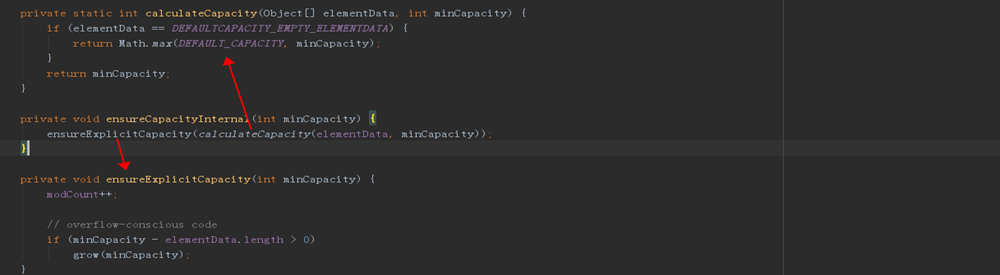 private static int calculateCapacity(Object[] elementData, int minCapacity) {
    if (elementData == DEFAULTCAPACITY_EMPTY_ELEMENTDATA) {
        return Math.max(DEFAULT_CAPACITY, minCapacity);
    }
    return minCapacity;
}
private void ensureCapacityInternal(int minCapacity) {
    ensureExplicitCapacity(calculateCapacity(elementData, minCapacity));
}
private void ensureExplicitCapacity(int minCapacity) {
    modCount++;
    // overflow-conscious code
    if (minCapacity - elementData.length > 0)
        grow(minCapacity);
}